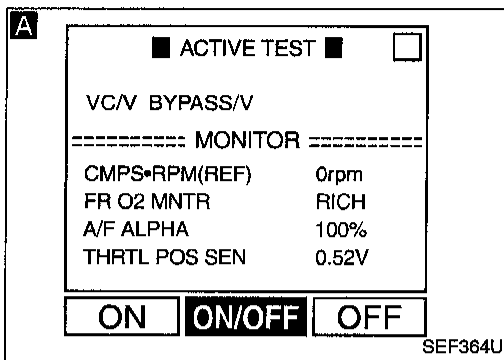 A
■ ACTIVE TEST ■
VC/V BYPASS/V
========== MONITOR ==========
CMPS•RPM(REF) 0rpm
FR O2 MNTR RICH
A/F ALPHA 100%
THRTL POS SEN 0.52V
ON ON/OFF OFF
SEF364U